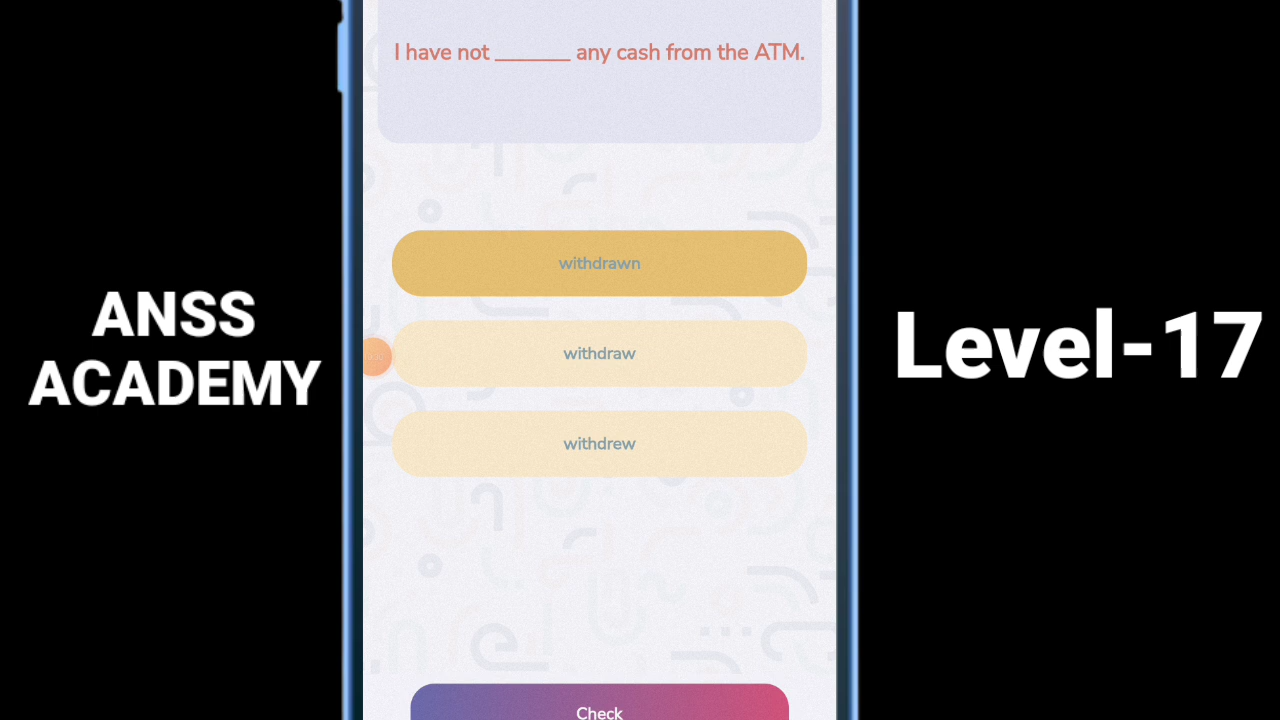 I have not _______ any cash from the ATM.
withdrawn
withdraw
withdrew
Check
ANSS
ACADEMY
Level-17